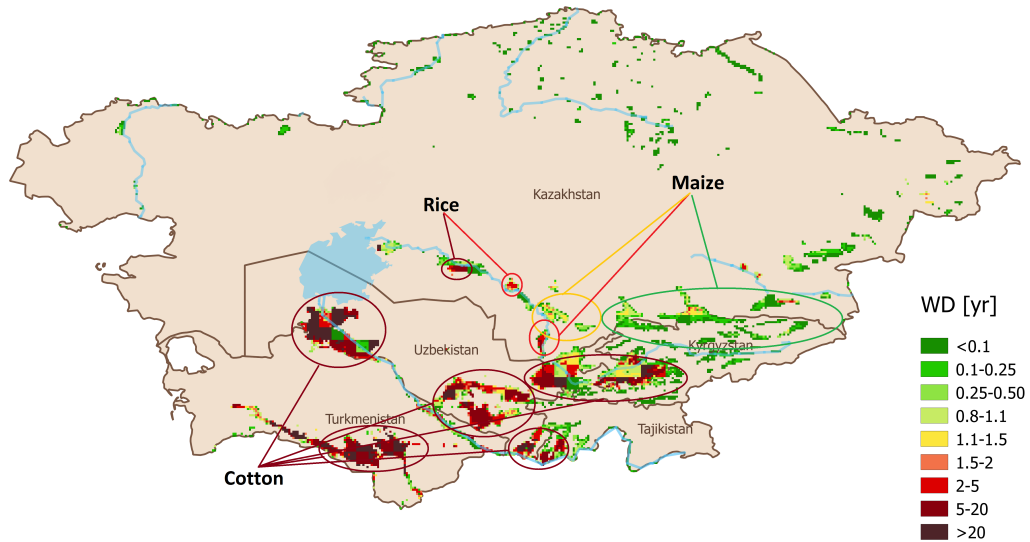 Maize
Kazakhstan
Rice
WD [yr]
<0.1
0.1-0.25
0.25-0.50
0.8-1.1
1.1-1.5
1.5-2
2-5
5-20
>20
Uzbekistan
Kyrgyzstan
Turkmenistan
Tajikistan
Cotton